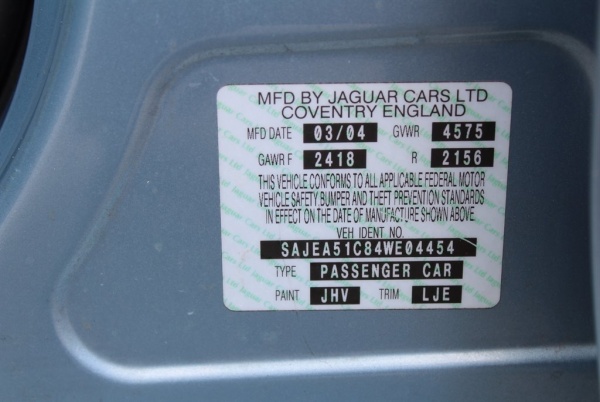 MFD BY JAGUAR CARS LTD
COVENTRY ENGLAND
MFD DATE 03/04 GVWR 4575
GAWR F 2418 R 2156
THIS VEHICLE CONFORMS TO ALL APPLICABLE FEDERAL MOTOR
VEHICLE SAFETY BUMPER AND THEFT PREVENTION STANDARDS
IN EFFECT ON THE DATE OF MANUFACTURE SHOWN ABOVE
VEH IDENT NO.
SAJEA51C84WE04454
TYPE PASSENGER CAR
PAINT JHV TRIM LJE